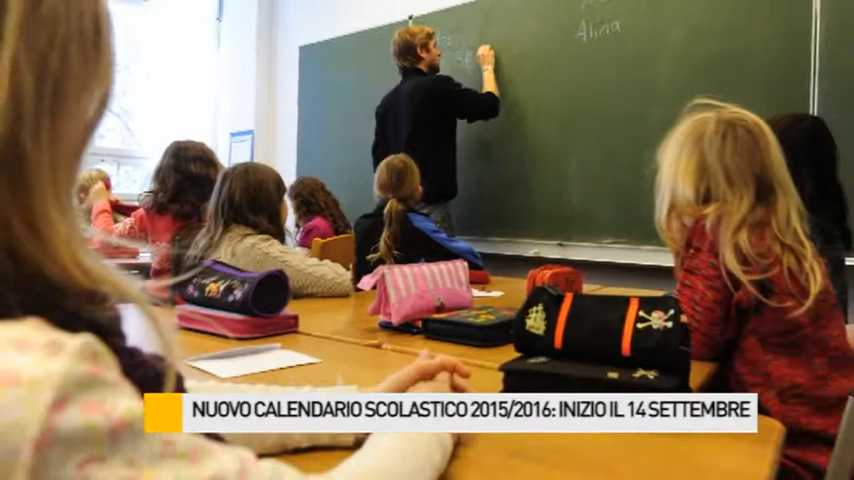 Alina
NUOVO CALENDARIO SCOLASTICO 2015/2016: INIZIO IL 14 SETTEMBRE